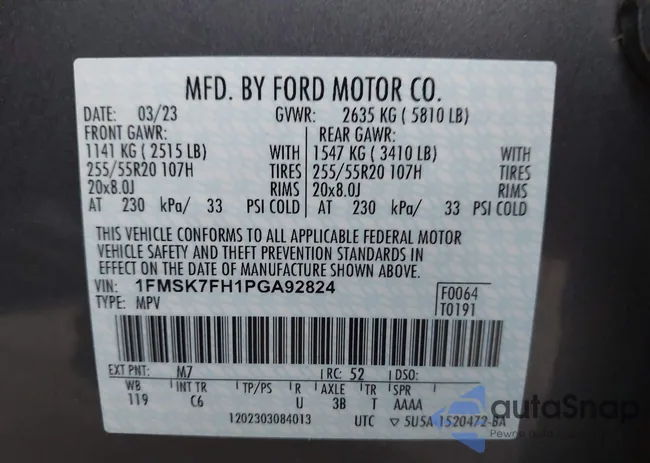 MFD. BY FORD MOTOR CO.
DATE: 03/23 GVWR: 2635 KG ( 5810 LB)
FRONT GAWR: REAR GAWR:
1141 KG ( 2515 LB) WITH 1547 KG ( 3410 LB) WITH
255/55R20 107H TIRES 255/55R20 107H TIRES
20x8.0J RIMS 20x8.0J RIMS
AT 230 kPa/ 33 PSI COLD AT 230 kPa/ 33 PSI COLD
THIS VEHICLE CONFORMS TO ALL APPLICABLE FEDERAL MOTOR
VEHICLE SAFETY AND THEFT PREVENTION STANDARDS IN
EFFECT ON THE DATE OF MANUFACTURE SHOWN ABOVE.
VIN: 1FMSK7FH1PGA92824 F0064
TYPE: MPV T0191
EXT PNT: M7 RC: 52 DSO:
WB INT TR TP/PS R AXLE TR SPR
119 C6 U 3B T AAAA
1202303084013 UTC ▽ 5U5A 1520472-BA
autoSnap